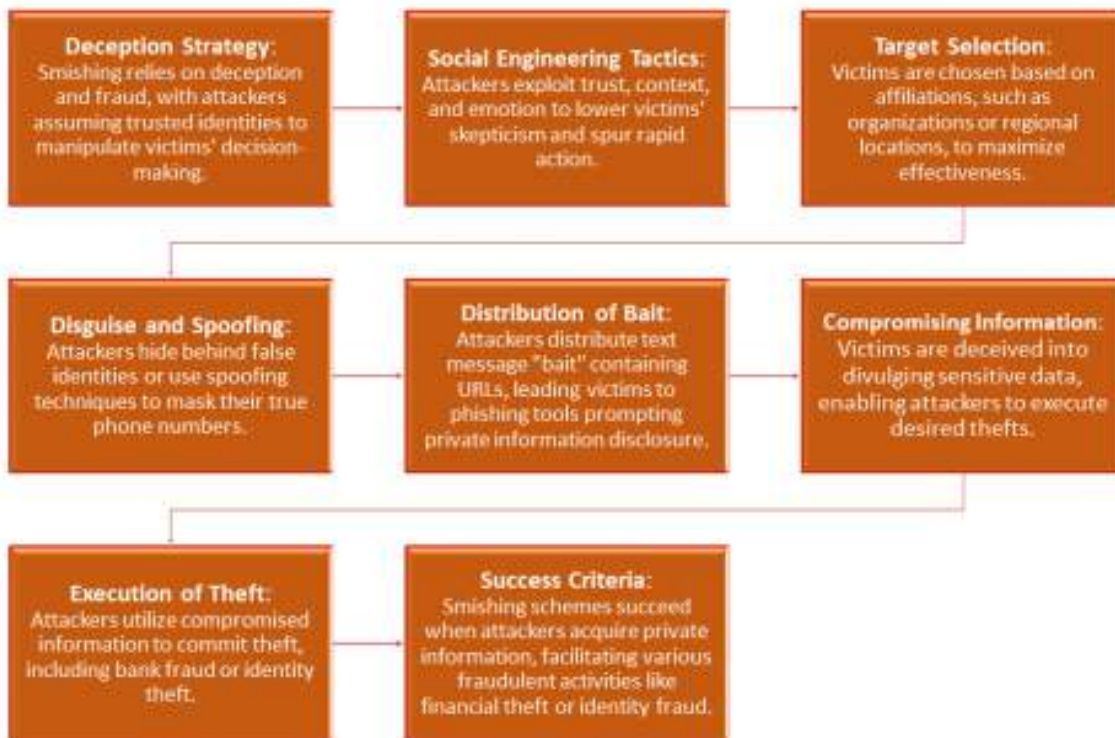 Deception Strategy:
Smishing relies on deception
and fraud, with attackers
assuming trusted identities to
manipulate victims' decision-
making.
Social Engineering Tactics:
Attackers exploit trust, context,
and emotion to lower victims'
skepticism and spur rapid
action.
Target Selection:
Victims are chosen based on
affiliations, such as
organizations or regional
locations, to maximize
effectiveness.
Disguise and Spoofing:
Attackers hide behind false
identities or use spoofing
techniques to mask their true
phone numbers.
Distribution of Bait:
Attackers distribute text
message "bait" containing
URLs, leading victims to
phishing tools prompting
private information disclosure.
Compromising Information:
Victims are deceived into
divulging sensitive data,
enabling attackers to execute
desired thefts.
Execution of Theft:
Attackers utilize compromised
information to commit theft,
including bank fraud or identity
theft.
Success Criteria:
Smishing schemes succeed
when attackers acquire private
information, facilitating various
fraudulent activities like
financial theft or identity fraud.